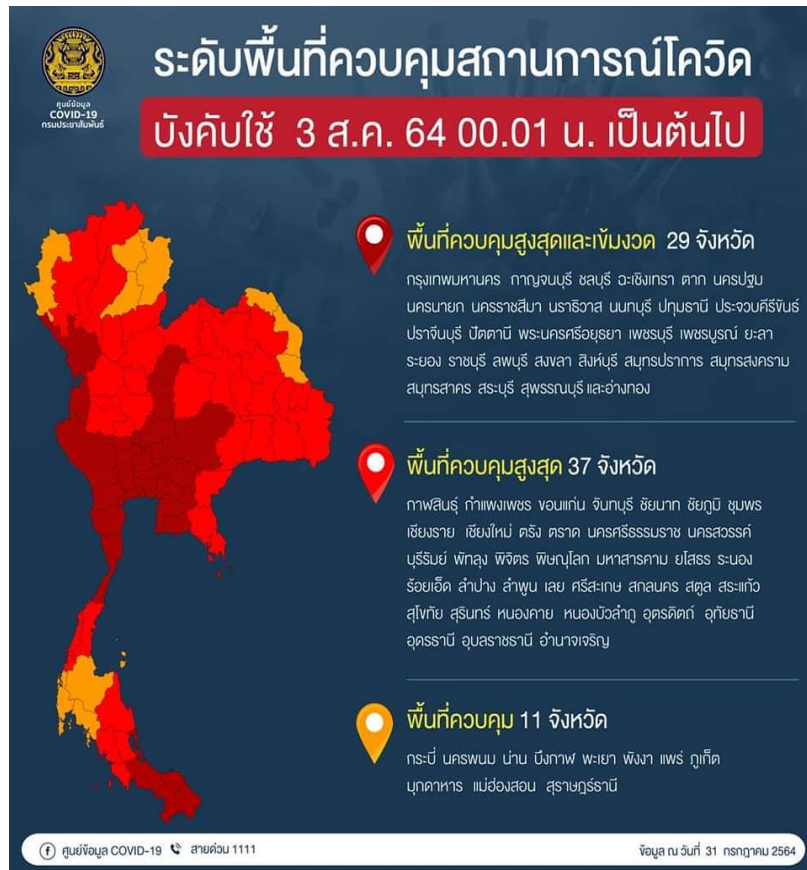 ระดับพื้นที่ควบคุมสถานการณ์โควิด
ศูนย์ข้อมูล
COVID-19
กรมประชาสัมพันธ์
บังคับใช้ 3 ส.ค. 64 00.01 น. เป็นต้นไป
พื้นที่ควบคุมสูงสุดและเข้มงวด 29 จังหวัด
กรุงเทพมหานคร กาญจนบุรี ชลบุรี ฉะเชิงเทรา ตาก นครปฐม
นครนายก นครราชสีมา นราธิวาส นนทบุรี ปทุมธานี ประจวบคีรีขันธ์
ปราจีนบุรี ปัตตานี พระนครศรีอยุธยา เพชรบุรี เพชรบูรณ์ ยะลา
ระยอง ราชบุรี ลพบุรี สงขลา สิงห์บุรี สมุทรปราการ สมุทรสงคราม
สมุทรสาคร สระบุรี สุพรรณบุรี และอ่างทอง
พื้นที่ควบคุมสูงสุด 37 จังหวัด
กาฬสินธุ์ กำแพงเพชร ขอนแก่น จันทบุรี ชัยนาท ชัยภูมิ ชุมพร
เชียงราย เชียงใหม่ ตรัง ตราด นครศรีธรรมราช นครสวรรค์
บุรีรัมย์ พัทลุง พิจิตร พิษณุโลก มหาสารคาม ยโสธร ระนอง
ร้อยเอ็ด ลำปาง ลำพูน เลย ศรีสะเกษ สกลนคร สตูล สระแก้ว
สุโขทัย สุรินทร์ หนองคาย หนองบัวลำภู อุตรดิตถ์ อุทัยธานี
อุดรธานี อุบลราชธานี อำนาจเจริญ
พื้นที่ควบคุม 11 จังหวัด
กระบี่ นครพนม น่าน บึงกาฬ พะเยา พังงา แพร่ ภูเก็ต
มุกดาหาร แม่ฮ่องสอน สุราษฎร์ธานี
ศูนย์ข้อมูล COVID-19 สายด่วน 1111
ข้อมูล ณ วันที่ 31 กรกฎาคม 2564